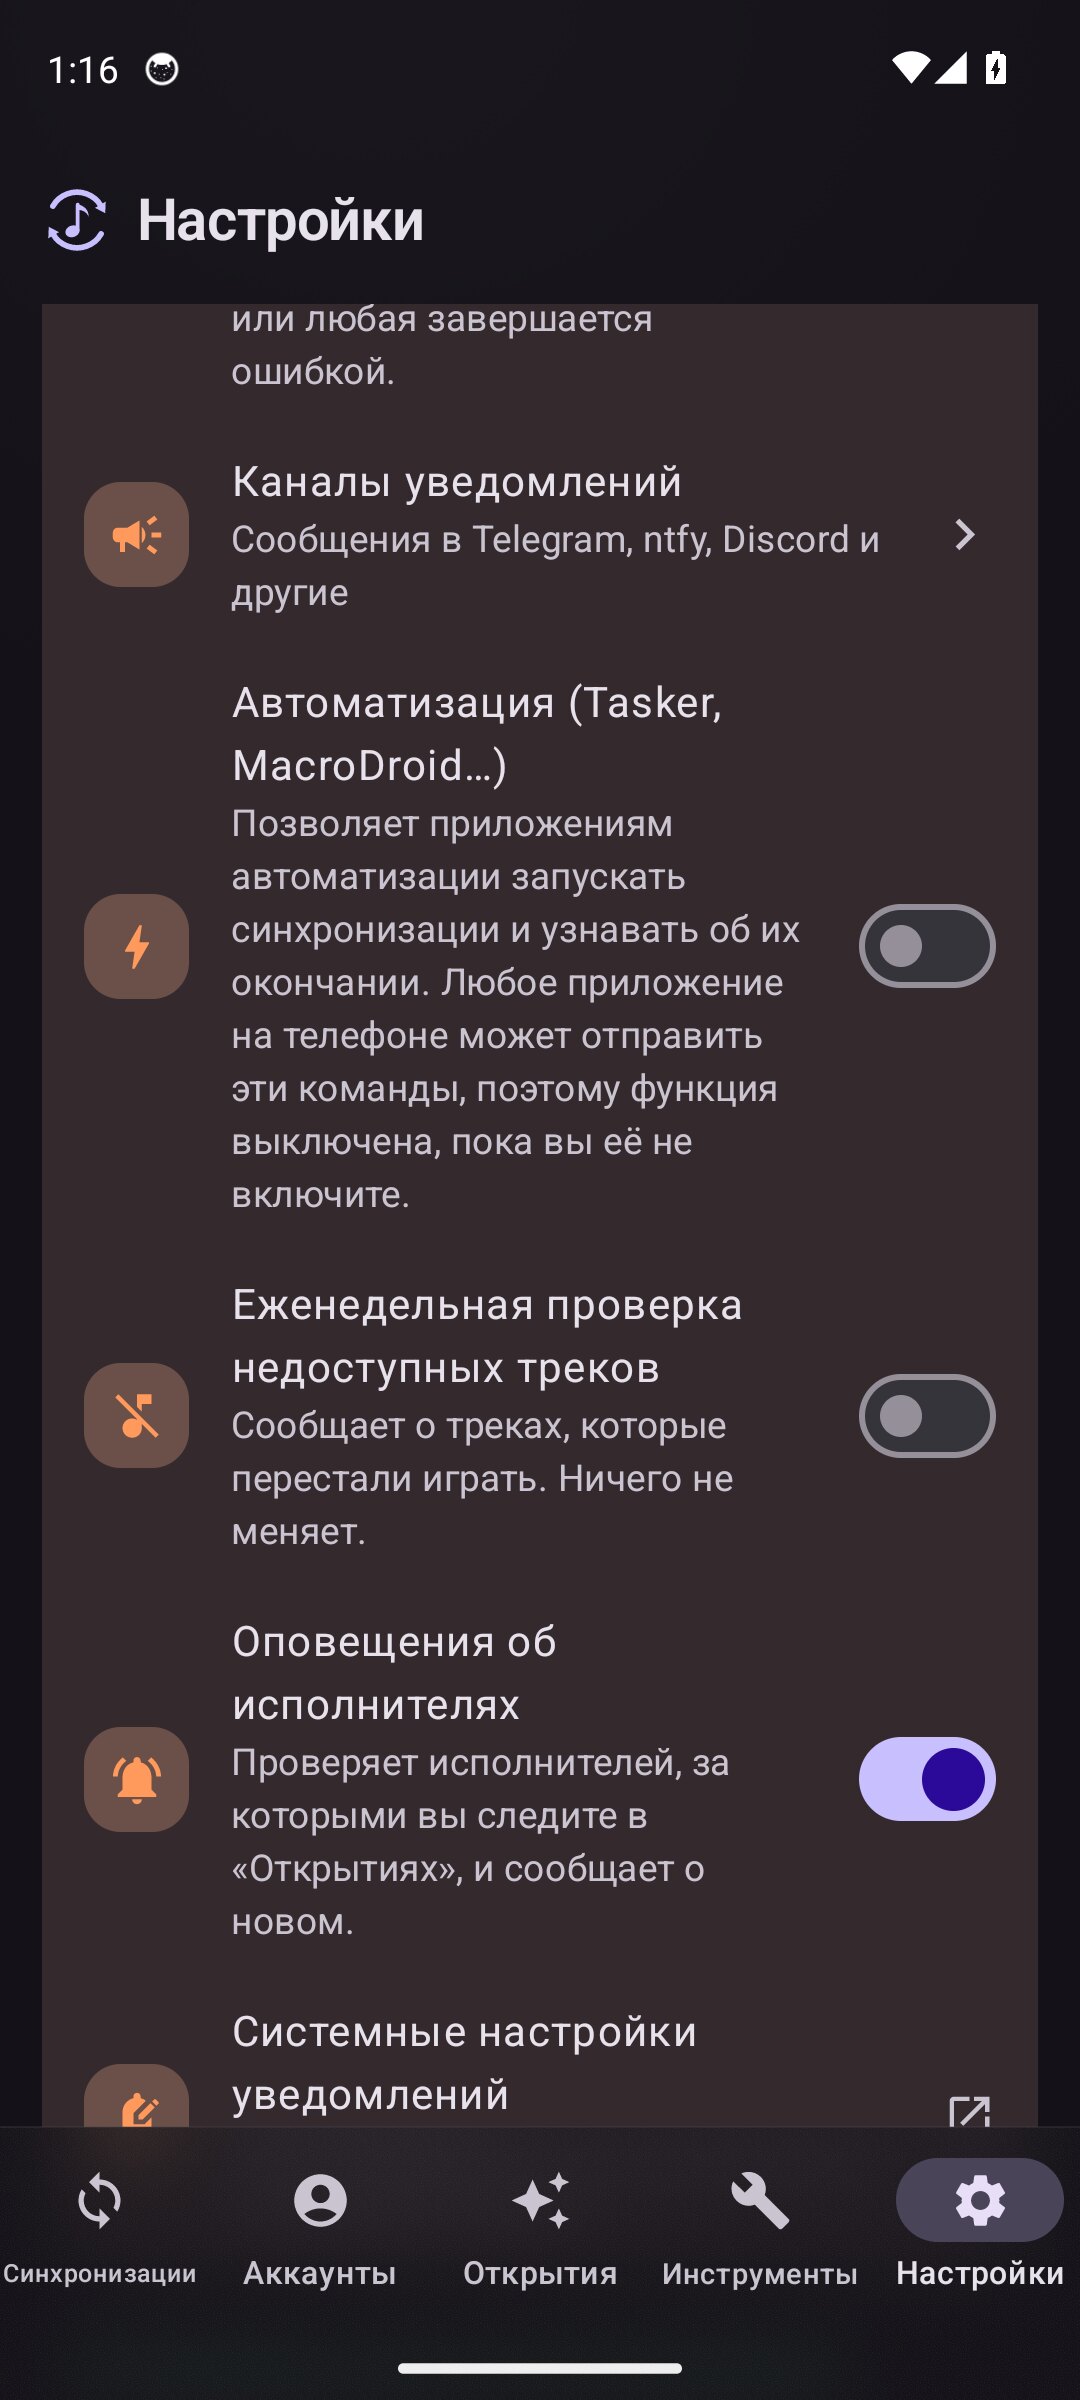 1:16
Настройки
или любая завершается
ошибкой.
Каналы уведомлений
Сообщения в Telegram, ntfy, Discord и
другие
Автоматизация (Tasker,
MacroDroid…)
Позволяет приложениям
автоматизации запускать
синхронизации и узнавать об их
окончании. Любое приложение
на телефоне может отправить
эти команды, поэтому функция
выключена, пока вы её не
включите.
Еженедельная проверка
недоступных треков
Сообщает о треках, которые
перестали играть. Ничего не
меняет.
Оповещения об
исполнителях
Проверяет исполнителей, за
которыми вы следите в
«Открытиях», и сообщает о
новом.
Системные настройки
уведомлений
Синхронизации
Аккаунты
Открытия
Инструменты
Настройки